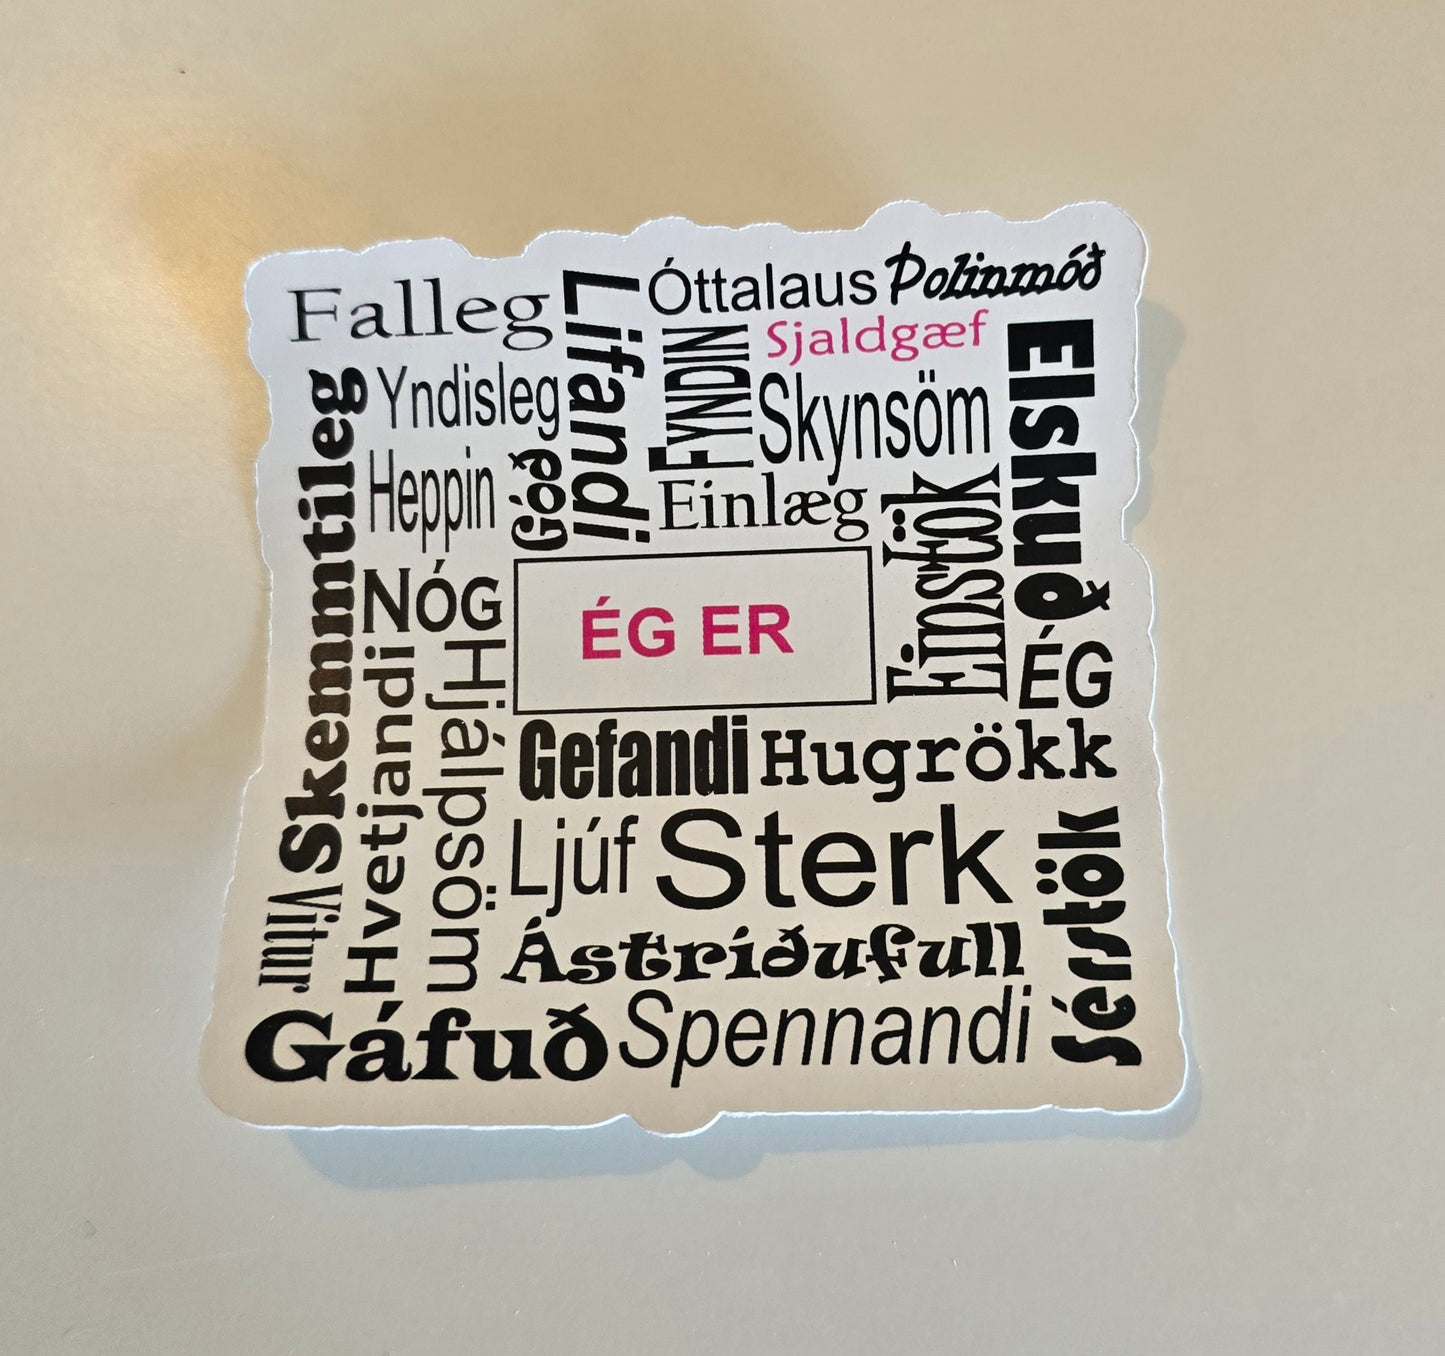 Falleg
Lifandi
Óttalaus
Þolinmóð
Sjaldgæf
FYNDIN
Yndisleg
Skynsöm
Elskuð
Skemmtileg
Heppin
Góð
Einlæg
Einstök
NÓG
ÉG ER
ÉG
Hvetjandi
Hjálpsöm
Gefandi
Hugrökk
Ljúf
Sterk
Sérstök
Vitur
Ástríðufull
Gáfuð
Spennandi